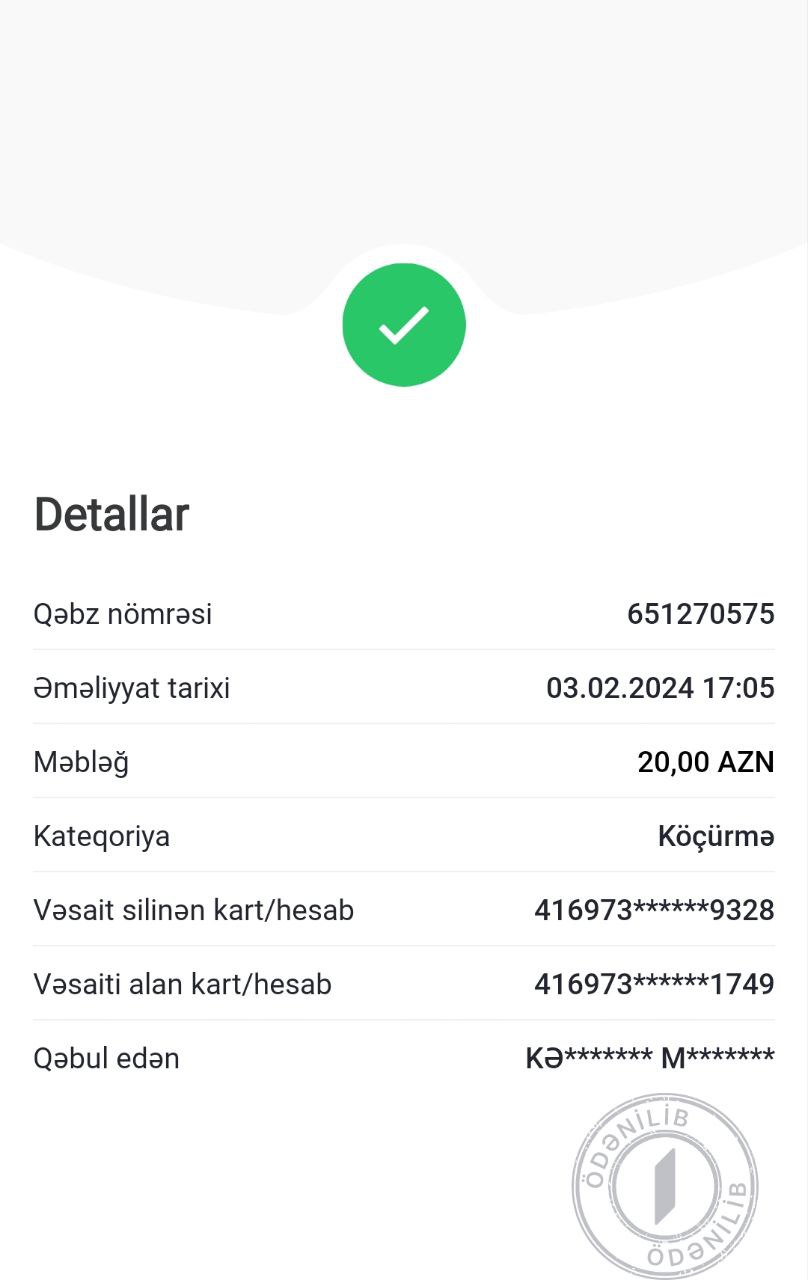 Detallar
Qəbz nömrəsi 651270575
Əməliyyat tarixi 03.02.2024 17:05
Məbləğ 20,00 AZN
Kateqoriya Köçürmə
Vəsait silinən kart/hesab 416973******9328
Vəsaiti alan kart/hesab 416973******1749
Qəbul edən KƏ******* M*******
ÖDƏNİLİB
ÖDƏNİLİB